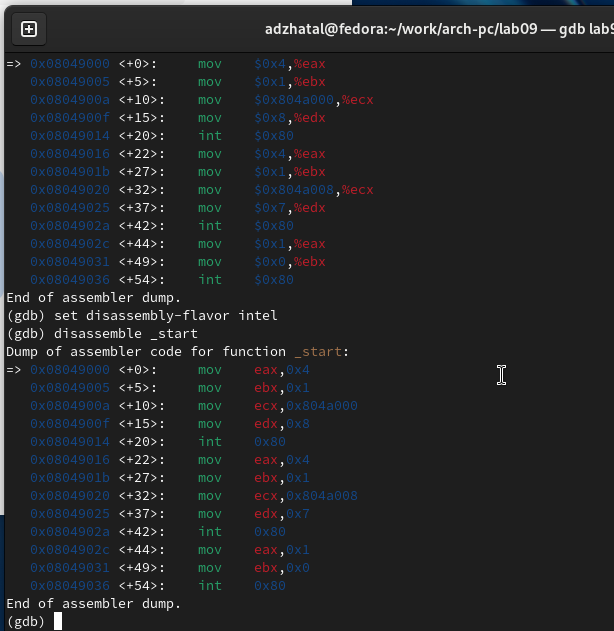 adzhatal@fedora:~/work/arch-pc/lab09 — gdb lab9
=> 0x08049000 <+0>:     mov    $0x4,%eax
   0x08049005 <+5>:     mov    $0x1,%ebx
   0x0804900a <+10>:    mov    $0x804a000,%ecx
   0x0804900f <+15>:    mov    $0x8,%edx
   0x08049014 <+20>:    int    $0x80
   0x08049016 <+22>:    mov    $0x4,%eax
   0x0804901b <+27>:    mov    $0x1,%ebx
   0x08049020 <+32>:    mov    $0x804a008,%ecx
   0x08049025 <+37>:    mov    $0x7,%edx
   0x0804902a <+42>:    int    $0x80
   0x0804902c <+44>:    mov    $0x1,%eax
   0x08049031 <+49>:    mov    $0x0,%ebx
   0x08049036 <+54>:    int    $0x80
End of assembler dump.
(gdb) set disassembly-flavor intel
(gdb) disassemble _start
Dump of assembler code for function _start:
=> 0x08049000 <+0>:     mov    eax,0x4
   0x08049005 <+5>:     mov    ebx,0x1
   0x0804900a <+10>:    mov    ecx,0x804a000
   0x0804900f <+15>:    mov    edx,0x8
   0x08049014 <+20>:    int    0x80
   0x08049016 <+22>:    mov    eax,0x4
   0x0804901b <+27>:    mov    ebx,0x1
   0x08049020 <+32>:    mov    ecx,0x804a008
   0x08049025 <+37>:    mov    edx,0x7
   0x0804902a <+42>:    int    0x80
   0x0804902c <+44>:    mov    eax,0x1
   0x08049031 <+49>:    mov    ebx,0x0
   0x08049036 <+54>:    int    0x80
End of assembler dump.
(gdb)